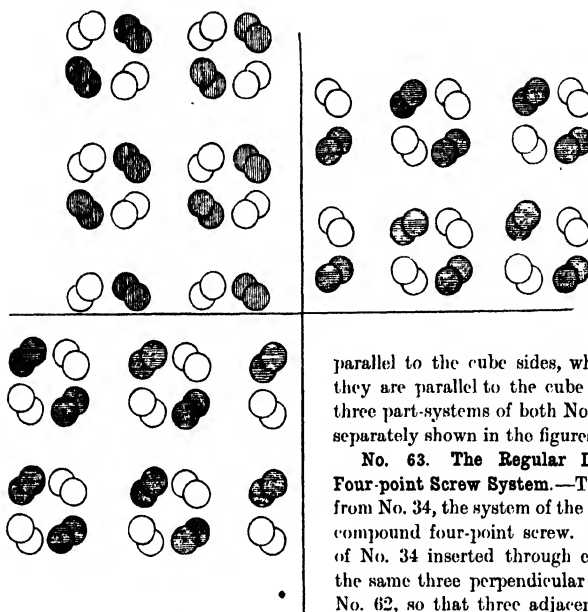 parallel to the cube sides, wh
they are parallel to the cube
three part-systems of both No
separately shown in the figure
No. 63. The Regular D
Four-point Screw System.—T
from No. 34, the system of the
compound four-point screw.
of No. 34 inserted through c
the same three perpendicular
No. 62, so that three adjacen